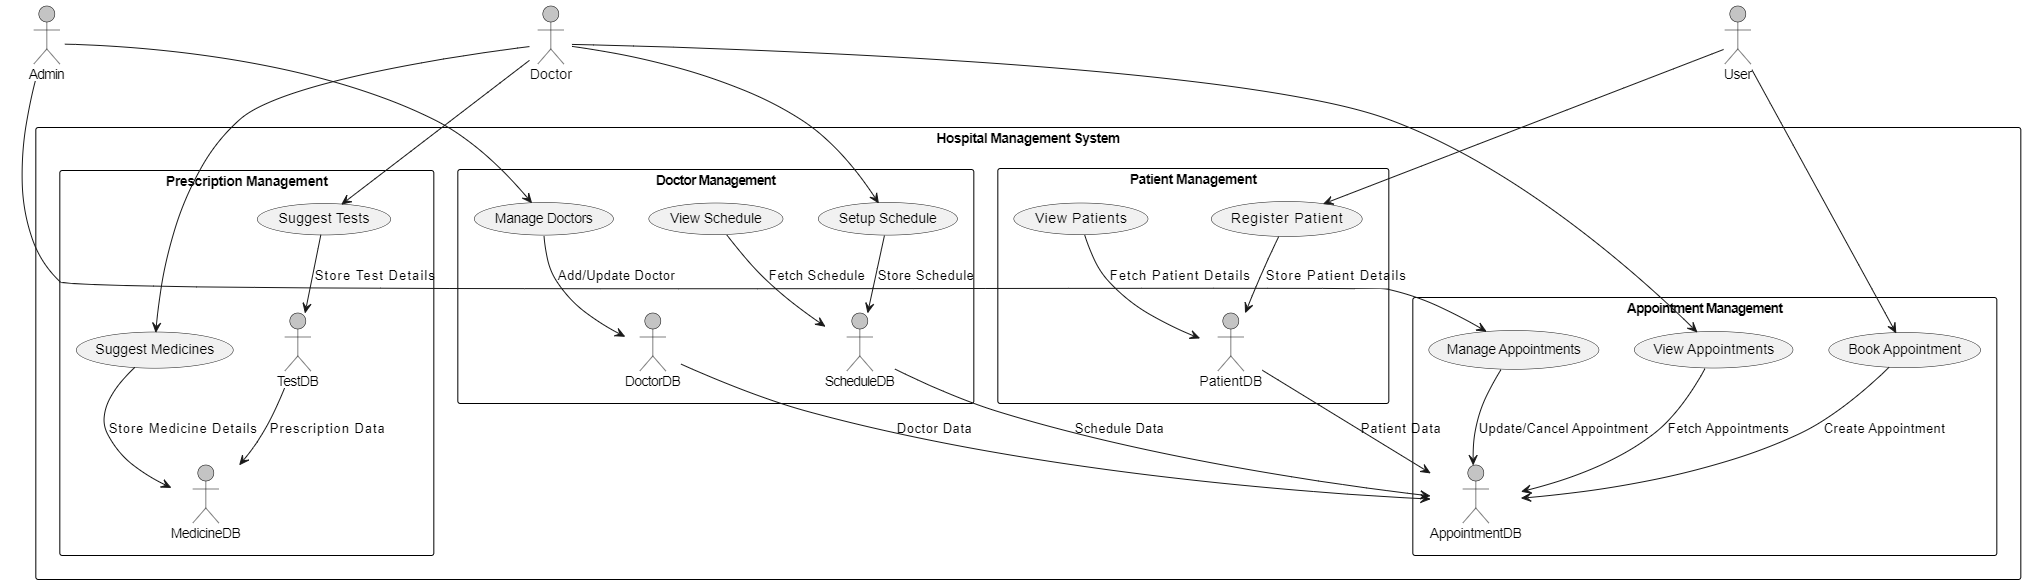 Admin
Doctor
User
Hospital Management System
Prescription Management
Doctor Management
Patient Management
Suggest Tests
Manage Doctors
View Schedule
Setup Schedule
View Patients
Register Patient
Store Test Details
Add/Update Doctor
Fetch Schedule
Store Schedule
Fetch Patient Details
Store Patient Details
Appointment Management
Suggest Medicines
TestDB
DoctorDB
ScheduleDB
PatientDB
Manage Appointments
View Appointments
Book Appointment
Store Medicine Details
Prescription Data
Doctor Data
Schedule Data
Patient Data
Update/Cancel Appointment
Fetch Appointments
Create Appointment
MedicineDB
AppointmentDB